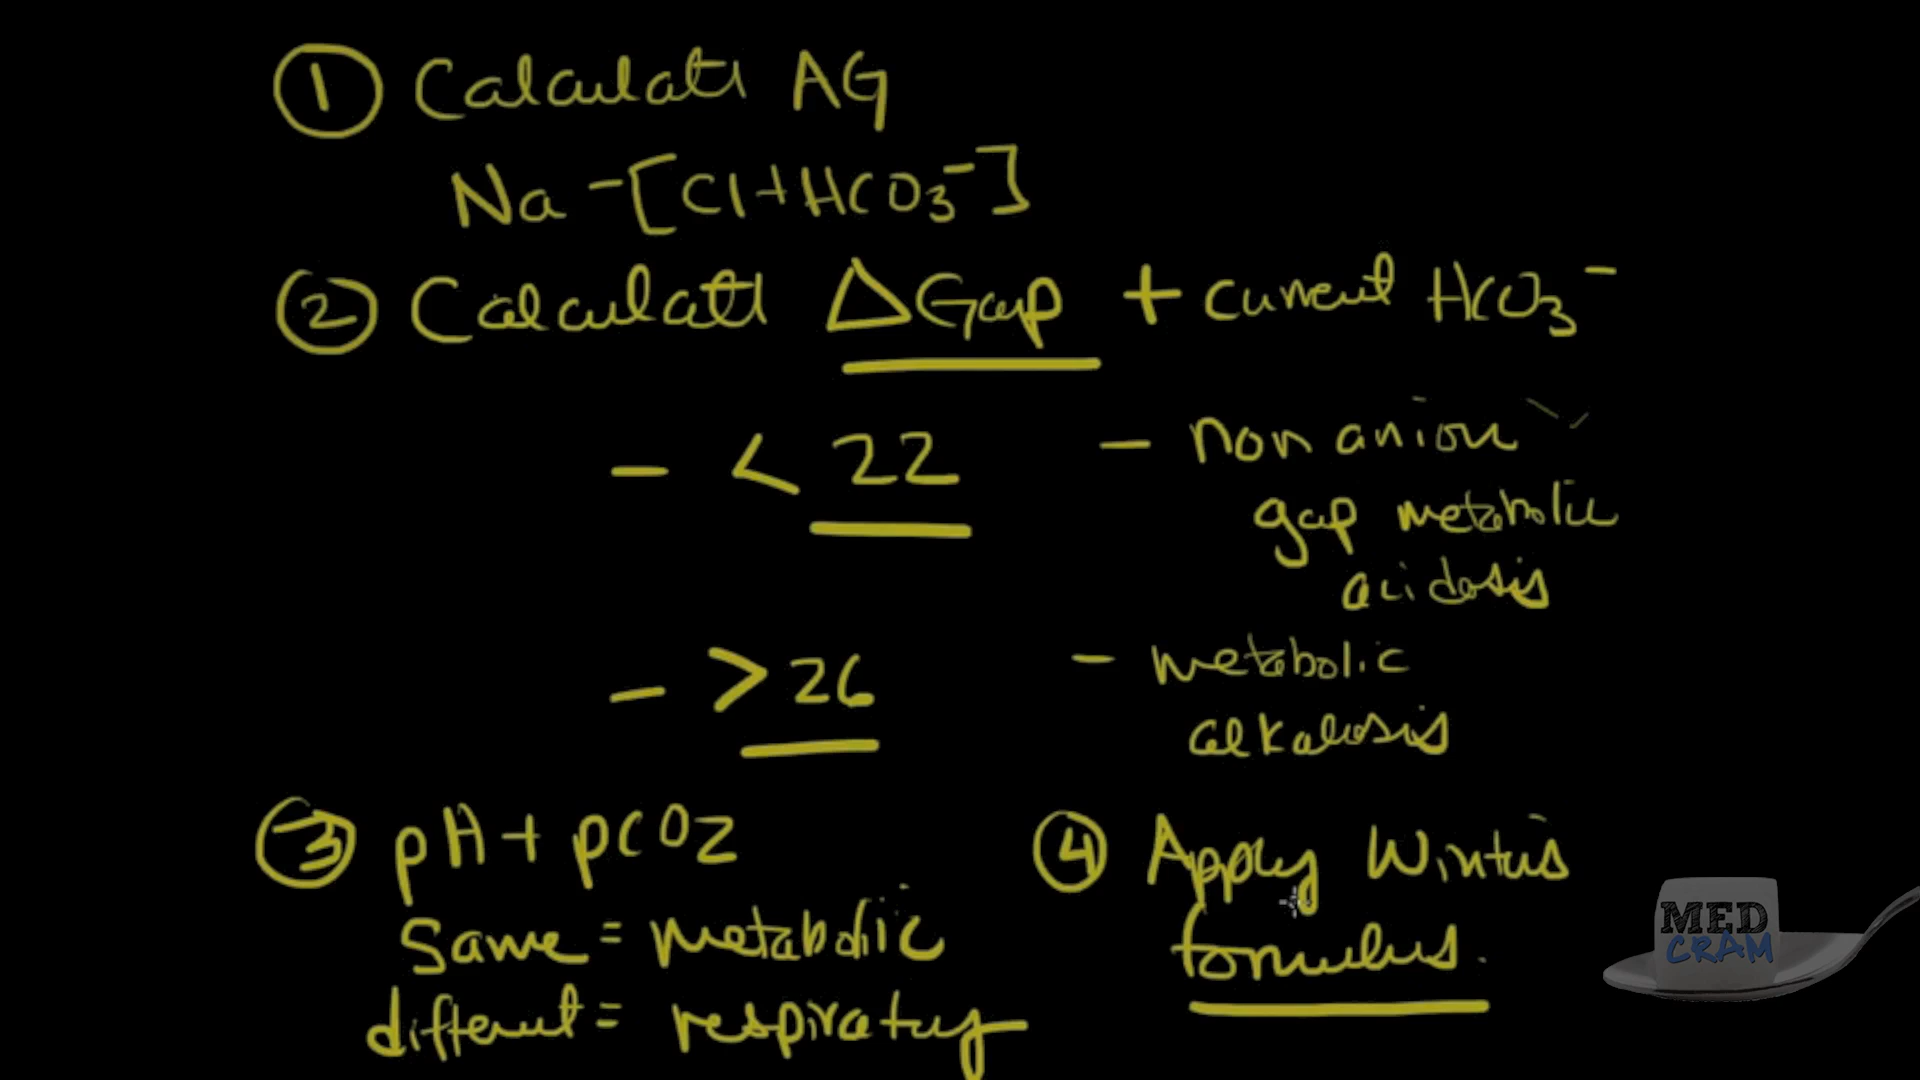 ① Calculate AG
Na - [Cl + HCO3-]
② Calculate ΔGap + current HCO3-
- < 22 - non anion
gap metabolic
acidosis
- > 26 - metabolic
alkalosis
③ pH + pCO2
same = metabolic
different = respiratory
④ Apply Winters
formulas.
MED
CRAM